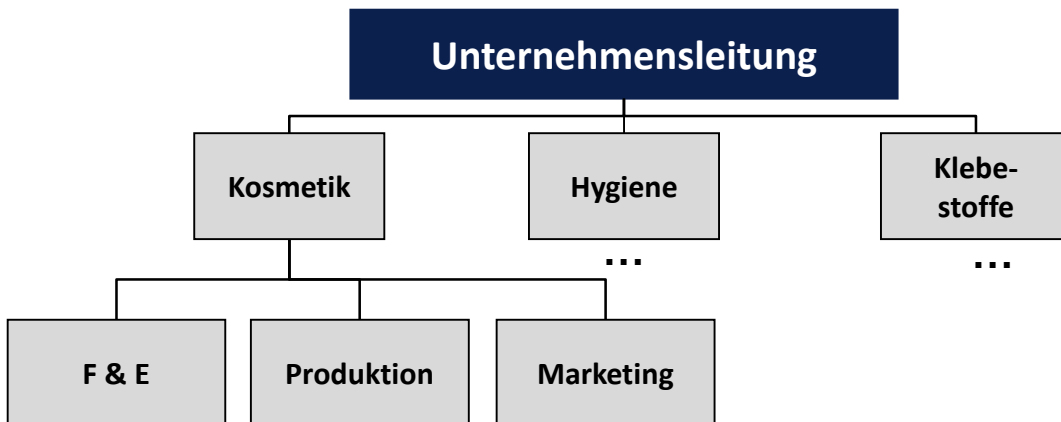 Unternehmensleitung
Kosmetik
Hygiene
Klebe-
stoffe
...
...
F & E
Produktion
Marketing